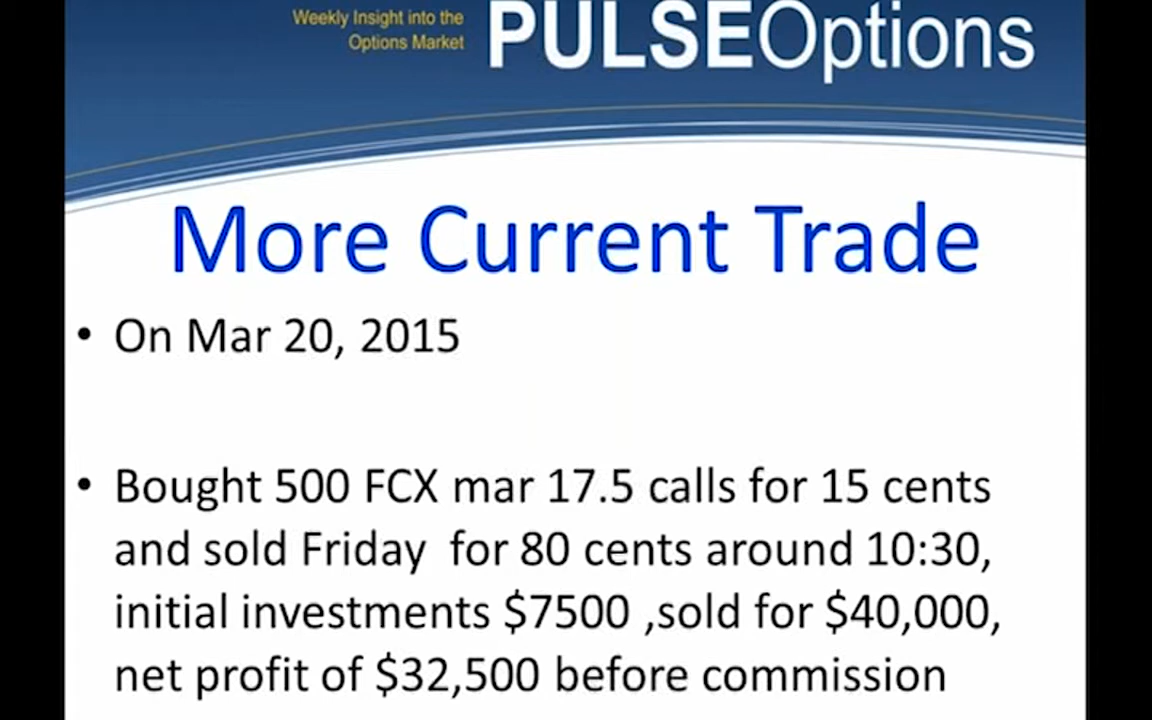 Weekly Insight into the
Options Market
PULSEOptions
More Current Trade
• On Mar 20, 2015
• Bought 500 FCX mar 17.5 calls for 15 cents
and sold Friday  for 80 cents around 10:30,
initial investments $7500 ,sold for $40,000,
net profit of $32,500 before commission